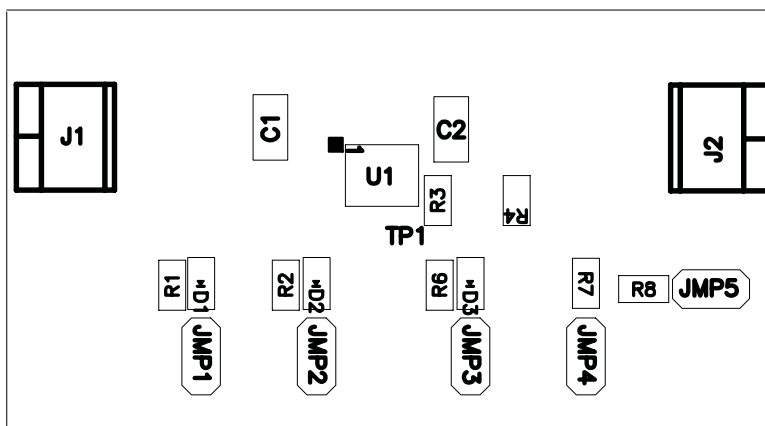 J1
C1
1
U1
C2
J2
R3
R4
TP1
R1
*D1
R2
*D2
R6
*D3
R7
R8
JMP5
JMP1
JMP2
JMP3
JMP4